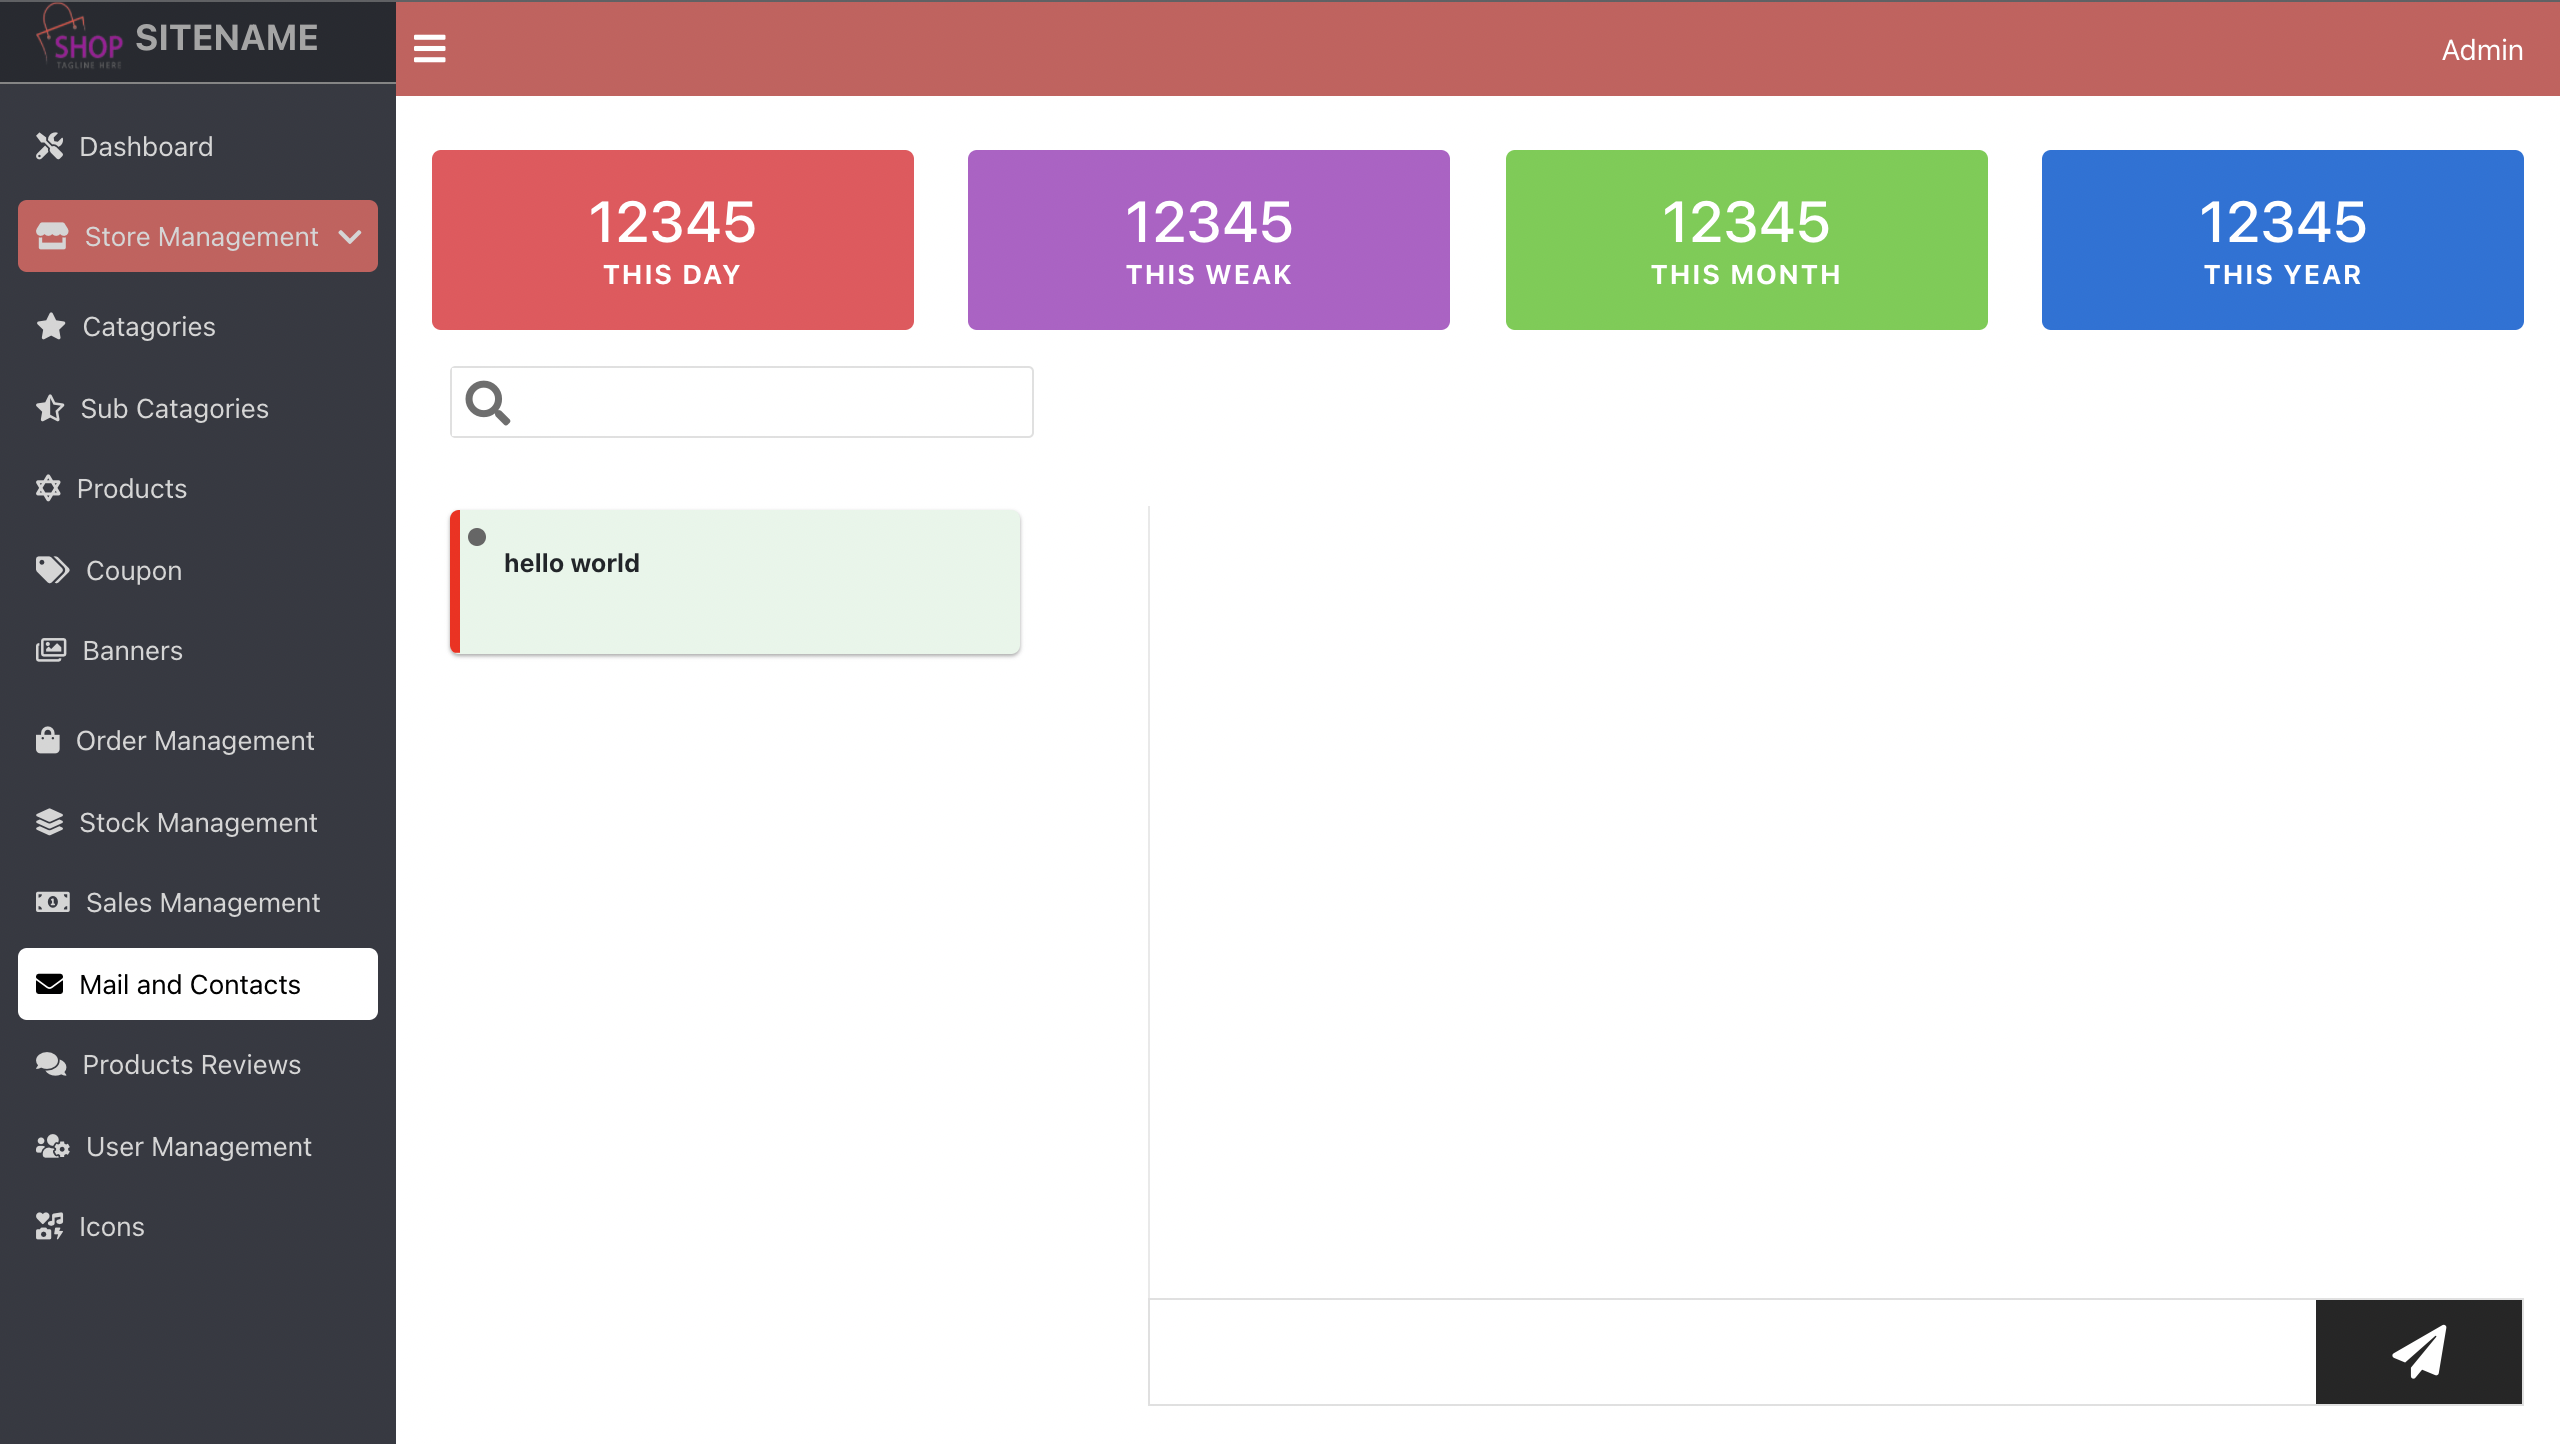 SHOP
TAGLINE HERE
SITENAME
Admin
Dashboard
Store Management
Catagories
Sub Catagories
Products
Coupon
Banners
Order Management
Stock Management
Sales Management
Mail and Contacts
Products Reviews
User Management
Icons
12345
THIS DAY
12345
THIS WEAK
12345
THIS MONTH
12345
THIS YEAR
hello world